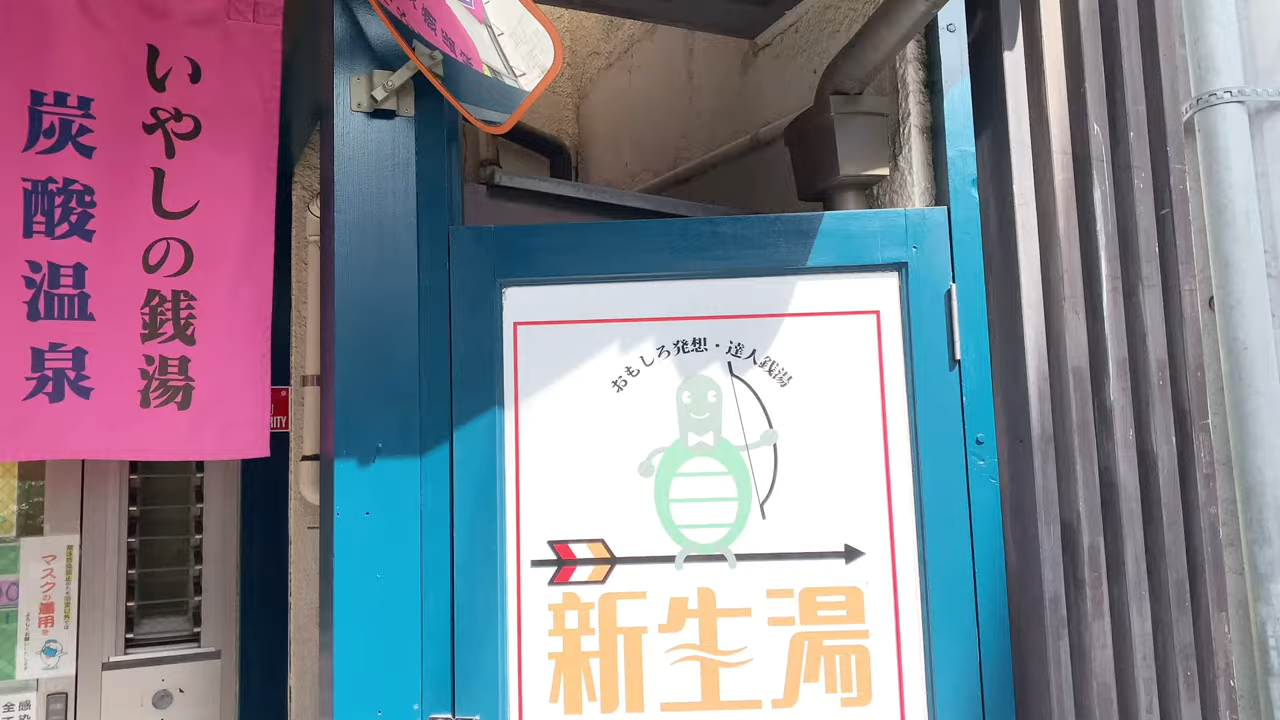 いやしの銭湯
炭酸温泉
おもしろ発想・達人銭湯
新生湯
マスクの着用を